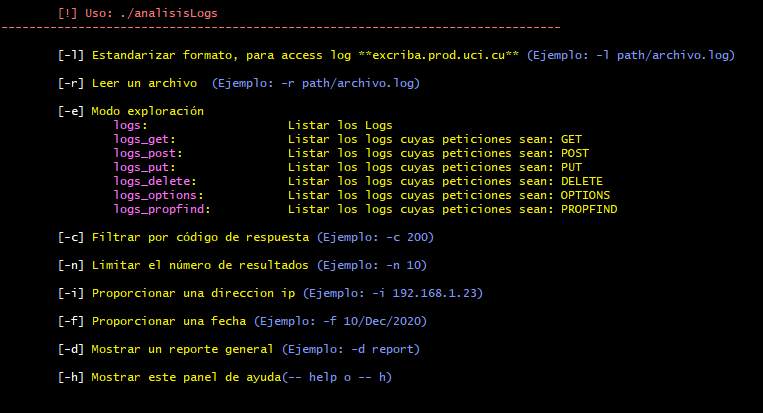 [!] Uso: ./analisisLogs
--------------------------------------------------------------------------------
[-l] Estandarizar formato, para access log **excriba.prod.uci.cu** (Ejemplo: -l path/archivo.log)
[-r] Leer un archivo (Ejemplo: -r path/archivo.log)
[-e] Modo exploración
logs: Listar los Logs
logs_get: Listar los logs cuyas peticiones sean: GET
logs_post: Listar los logs cuyas peticiones sean: POST
logs_put: Listar los logs cuyas peticiones sean: PUT
logs_delete: Listar los logs cuyas peticiones sean: DELETE
logs_options: Listar los logs cuyas peticiones sean: OPTIONS
logs_propfind: Listar los logs cuyas peticiones sean: PROPFIND
[-c] Filtrar por código de respuesta (Ejemplo: -c 200)
[-n] Limitar el número de resultados (Ejemplo: -n 10)
[-i] Proporcionar una direccion ip (Ejemplo: -i 192.168.1.23)
[-f] Proporcionar una fecha (Ejemplo: -f 10/Dec/2020)
[-d] Mostrar un reporte general (Ejemplo: -d report)
[-h] Mostrar este panel de ayuda(-- help o -- h)